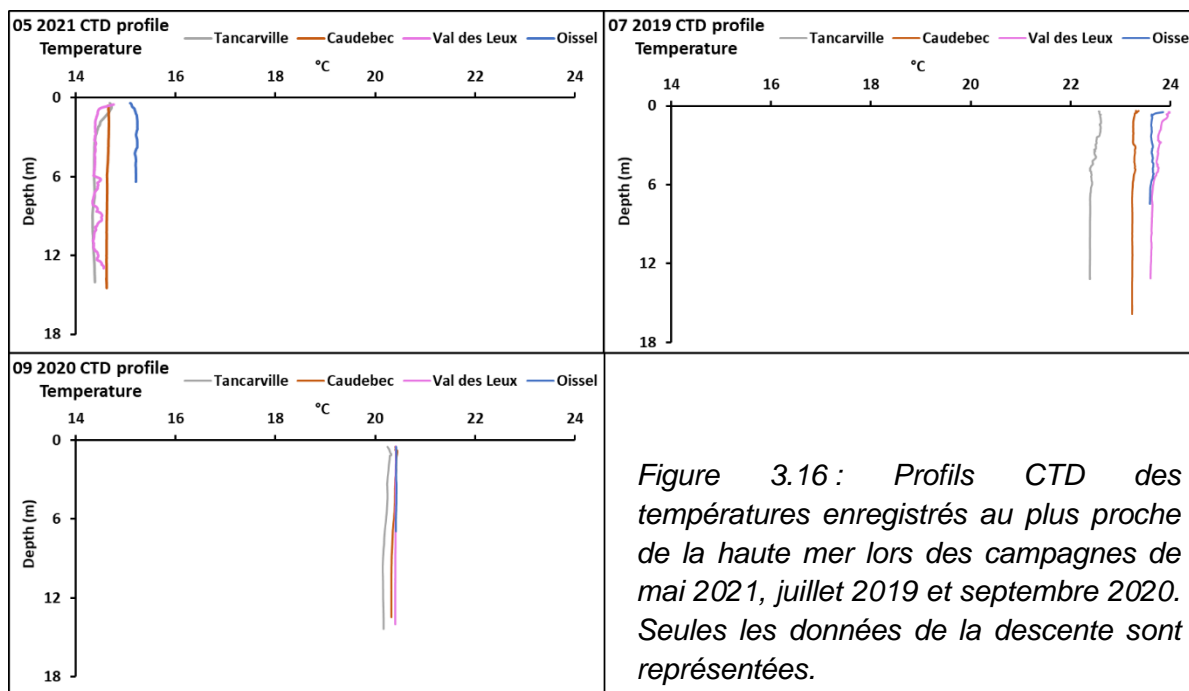 05 2021 CTD profile
Temperature
Tancarville Caudebec Val des Leux Oissel
°C
14 16 18 20 22 24
0
6
12
18
Depth (m)
07 2019 CTD profile
Temperature
Tancarville Caudebec Val des Leux Oisse
°C
14 16 18 20 22 24
0
6
12
18
Depth (m)
09 2020 CTD profile
Temperature
Tancarville Caudebec Val des Leux Oissel
°C
14 16 18 20 22 24
0
6
12
18
Depth (m)
Figure 3.16 : Profils CTD des
températures enregistrés au plus proche
de la haute mer lors des campagnes de
mai 2021, juillet 2019 et septembre 2020.
Seules les données de la descente sont
représentées.